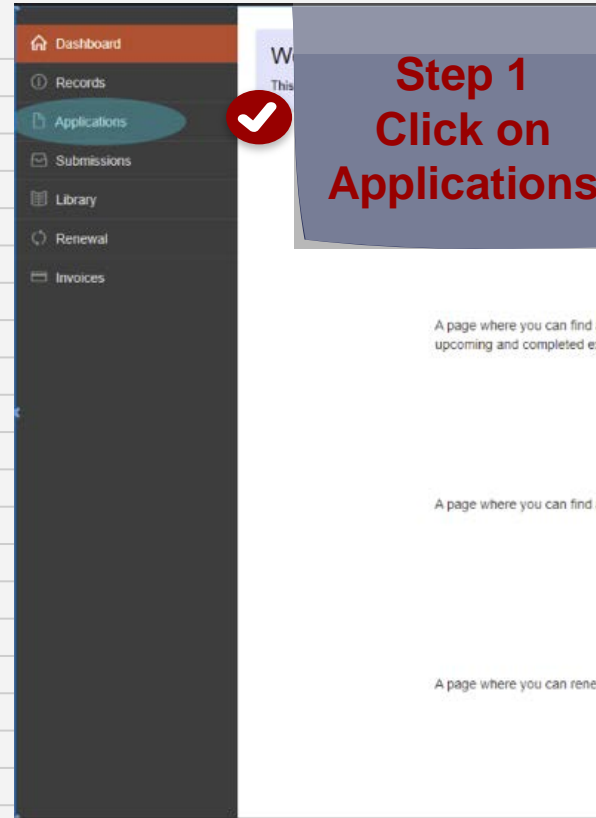 Dashboard
Records
Applications
Submissions
Library
Renewal
Invoices
This
Step 1
Click on
Applications
A page where you can find
upcoming and completed
A page where you can find
A page where you can